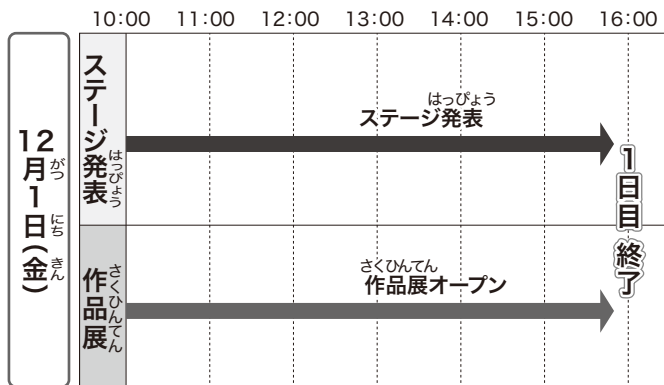 10:00 11:00 12:00 13:00 14:00 15:00 16:00
12月1日(金)
がつ にち きん
ステージ発表
はっぴょう
はっぴょう
ステージ発表
作品展
さくひんてん
さくひんてん
作品展オープン
1日目 終了